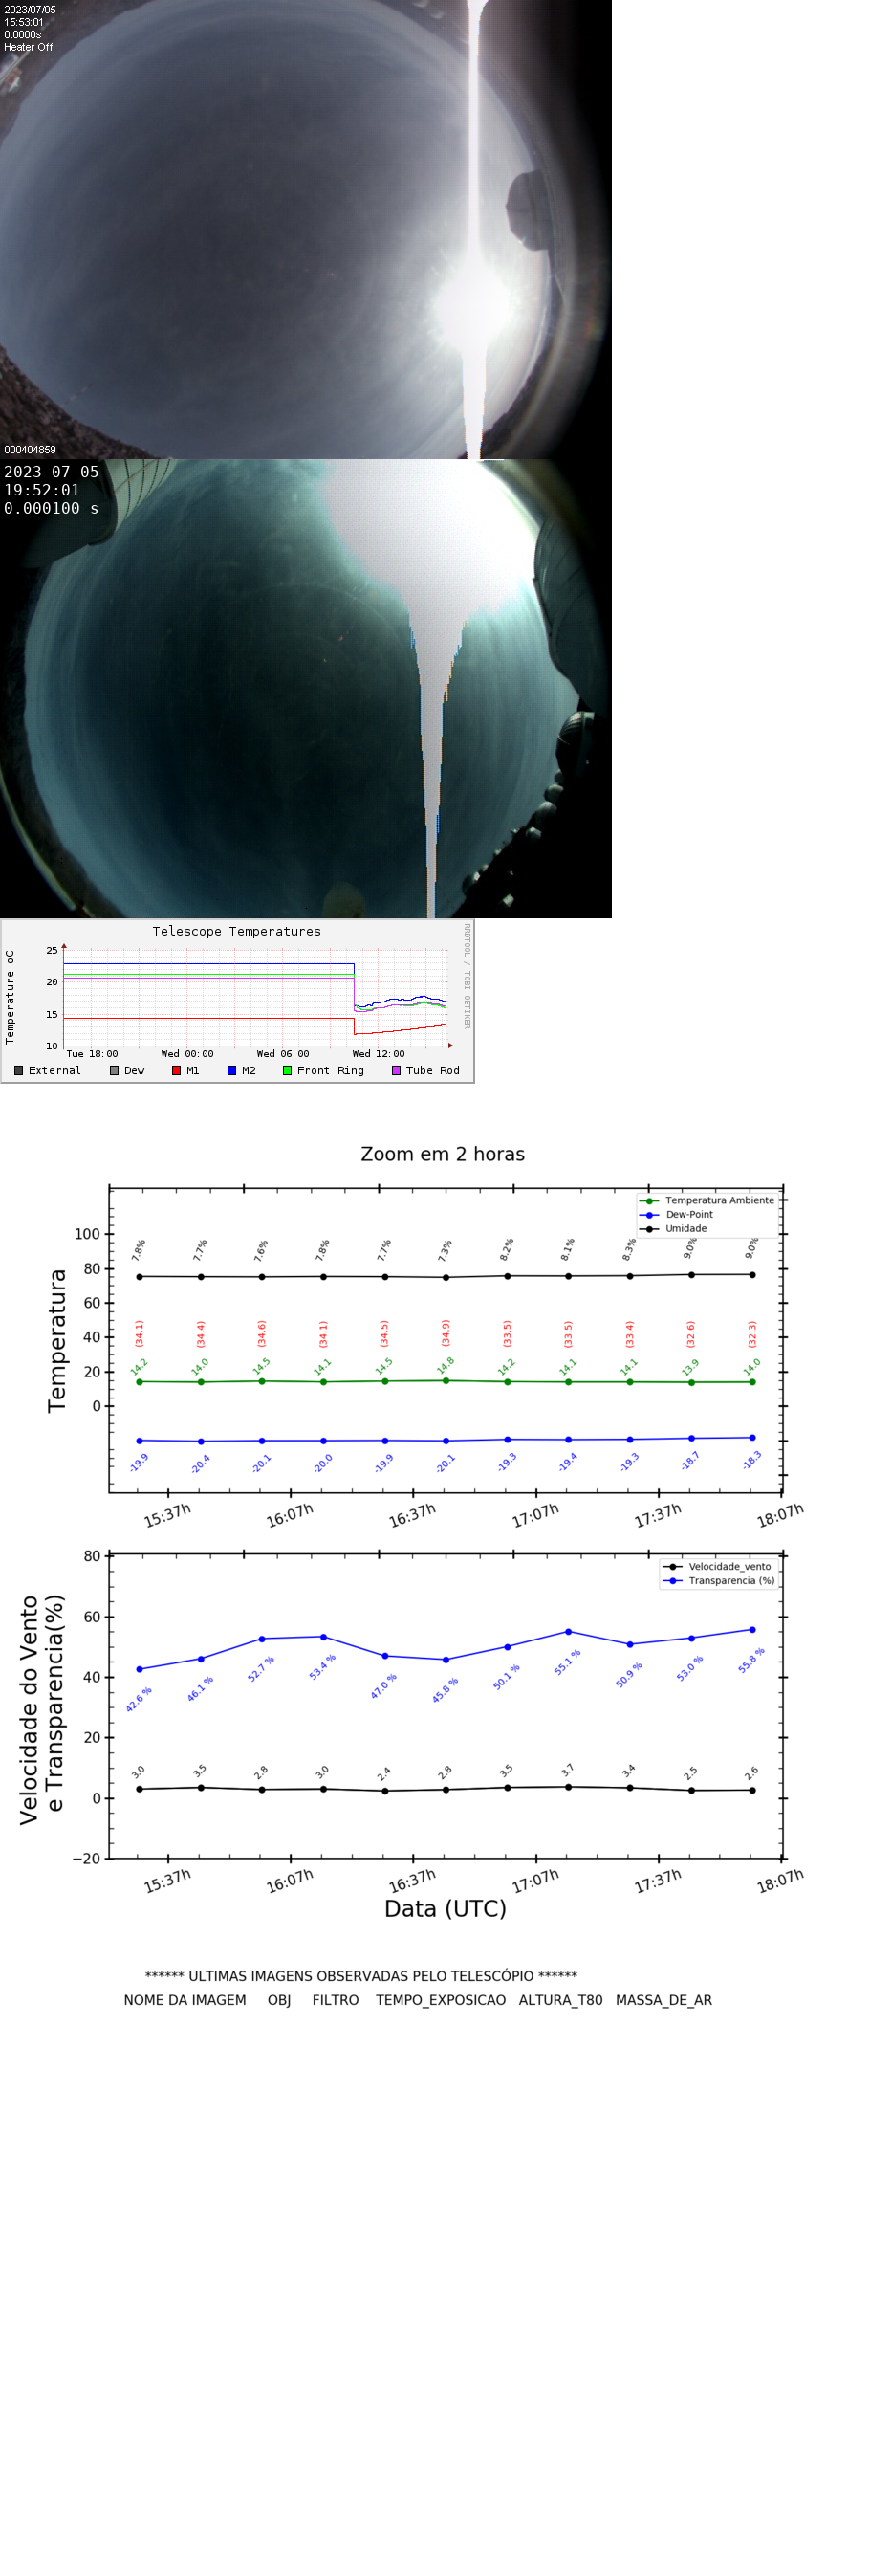 2023/07/05
15:53:01
0.0000s
Heater Off
000404859
2023-07-05
19:52:01
0.000100 s
Telescope Temperatures
RRDTOOL / TOBI OETIKER
Temperature oC
25
20
15
10
Tue 18:00 Wed 00:00 Wed 06:00 Wed 12:00
External Dew M1 M2 Front Ring Tube Rod
Zoom em 2 horas
Temperatura Ambiente
Dew-Point
Umidade
Temperatura
100
80
60
40
20
0
7.8% 7.7% 7.6% 7.8% 7.7% 7.3% 8.2% 8.1% 8.3% 9.0% 9.0%
(34.1) (34.4) (34.6) (34.1) (34.5) (34.9) (33.5) (33.5) (33.4) (32.6) (32.3)
14.2 14.0 14.5 14.1 14.5 14.8 14.2 14.1 14.1 13.9 14.0
-19.9 -20.4 -20.1 -20.0 -19.9 -20.1 -19.3 -19.4 -19.3 -18.7 -18.3
15:37h 16:07h 16:37h 17:07h 17:37h 18:07h
Velocidade_vento
Transparencia (%)
Velocidade do Vento
e Transparencia(%)
80
60
40
20
0
−20
42.6 % 46.1 % 52.7 % 53.4 % 47.0 % 45.8 % 50.1 % 55.1 % 50.9 % 53.0 % 55.8 %
3.0 3.5 2.8 3.0 2.4 2.8 3.5 3.7 3.4 2.5 2.6
15:37h 16:07h 16:37h 17:07h 17:37h 18:07h
Data (UTC)
****** ULTIMAS IMAGENS OBSERVADAS PELO TELESCÓPIO ******
NOME DA IMAGEM OBJ FILTRO TEMPO_EXPOSICAO ALTURA_T80 MASSA_DE_AR